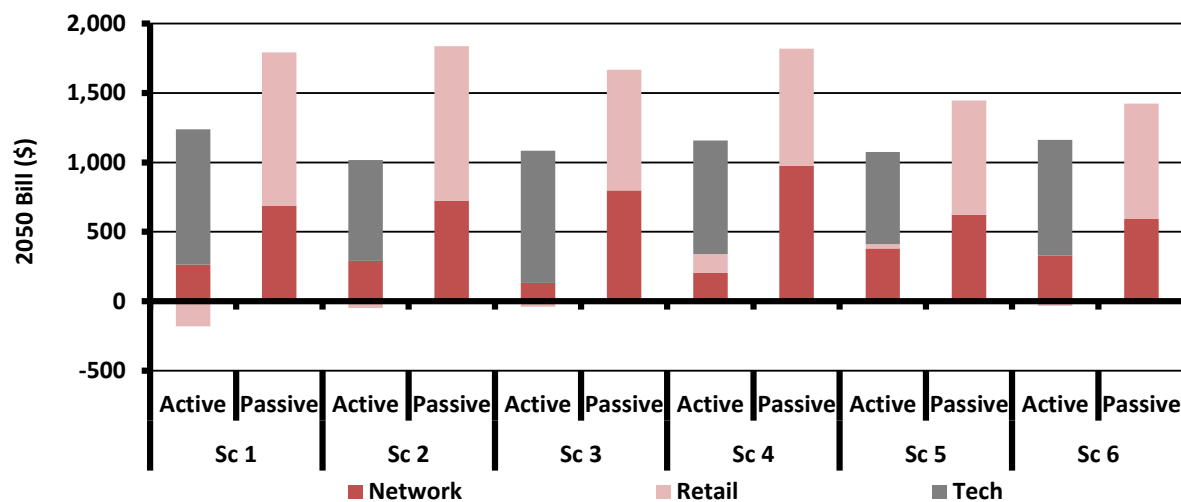 2,000
1,500
1,000
500
0
-500
2050 Bill ($)
Active Passive Active Passive Active Passive Active Passive Active Passive Active Passive
Sc 1 Sc 2 Sc 3 Sc 4 Sc 5 Sc 6
Network Retail Tech